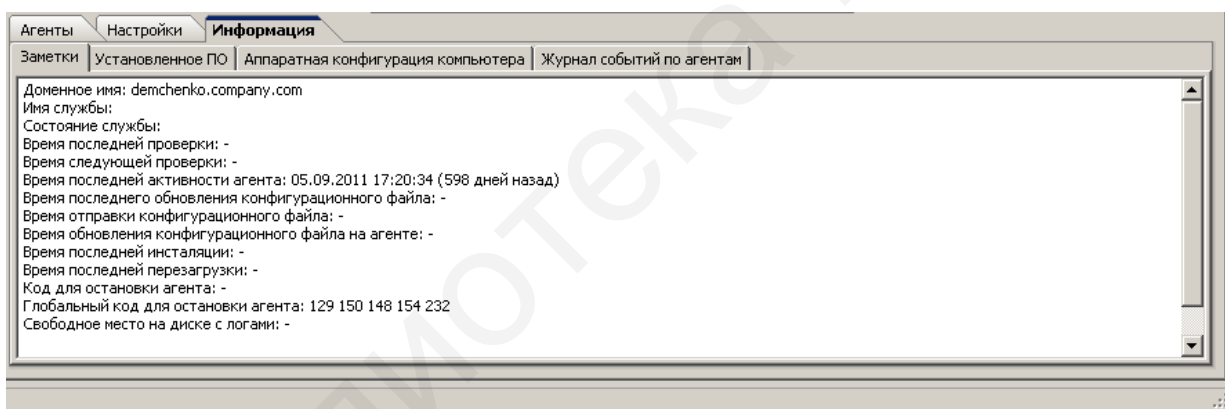 Агенты Настройки Информация
Заметки Установленное ПО Аппаратная конфигурация компьютера Журнал событий по агентам
Доменное имя: demchenko.company.com
Имя службы:
Состояние службы:
Время последней проверки: -
Время следующей проверки: -
Время последней активности агента: 05.09.2011 17:20:34 (598 дней назад)
Время последнего обновления конфигурационного файла: -
Время отправки конфигурационного файла: -
Время обновления конфигурационного файла на агенте: -
Время последней инсталяции: -
Время последней перезагрузки: -
Код для остановки агента: -
Глобальный код для остановки агента: 129 150 148 154 232
Свободное место на диске с логами: -